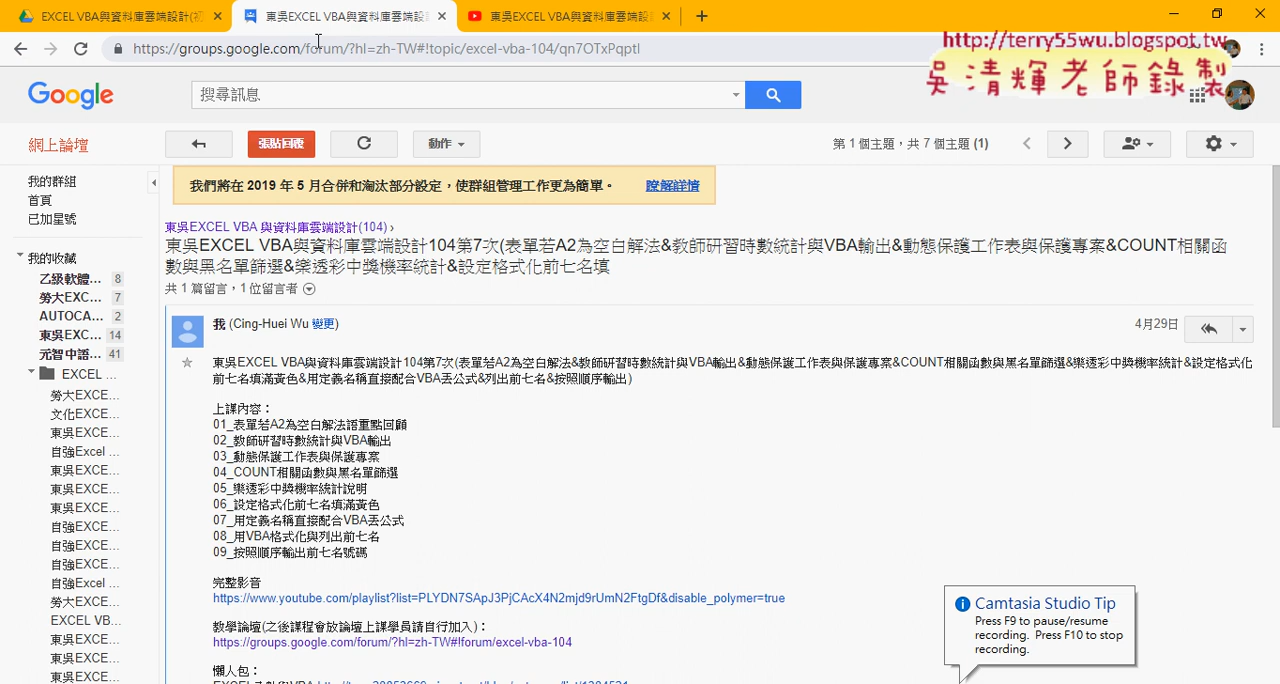 EXCEL VBA與資料庫雲端設計(初
東吳EXCEL VBA與資料庫雲端設
東吳EXCEL VBA與資料庫雲端設
https://groups.google.com/forum/?hl=zh-TW#!topic/excel-vba-104/qn7OTxPqptI
http://terry55wu.blogspot.tw
吳清輝老師錄製
Google
搜尋訊息
網上論壇
張貼回覆
動作
第 1 個主題，共 7 個主題 (1)
我的群組
首頁
已加星號
我們將在 2019 年 5 月合併和淘汰部分設定，使群組管理工作更為簡單。 瞭解詳情
東吳EXCEL VBA 與資料庫雲端設計(104) ›
東吳EXCEL VBA與資料庫雲端設計104第7次(表單若A2為空白解法&教師研習時數統計與VBA輸出&動態保護工作表與保護專案&COUNT相關函
數與黑名單篩選&樂透彩中獎機率統計&設定格式化前七名填
共 1 篇留言，1 位留言者
我的收藏
乙級軟體... 8
勞大EXC... 7
AUTOCA... 2
東吳EXC... 14
元智中語... 41
EXCEL ...
勞大EXCE...
文化EXCE...
東吳EXCE...
自強Excel ...
東吳EXCE...
東吳EXCE...
東吳EXCE...
自強EXCE...
自強EXCE...
自強EXCE...
自強Excel ...
勞大EXCE...
EXCEL VB...
東吳EXCE...
東吳EXCE...
東吳EXCE...
我 (Cing-Huei Wu 變更)
4月29日
東吳EXCEL VBA與資料庫雲端設計104第7次(表單若A2為空白解法&教師研習時數統計與VBA輸出&動態保護工作表與保護專案&COUNT相關函數與黑名單篩選&樂透彩中獎機率統計&設定格式化
前七名填滿黃色&用定義名稱直接配合VBA丟公式&列出前七名&按照順序輸出)
上課內容：
01_表單若A2為空白解法語重點回顧
02_教師研習時數統計與VBA輸出
03_動態保護工作表與保護專案
04_COUNT相關函數與黑名單篩選
05_樂透彩中獎機率統計說明
06_設定格式化前七名填滿黃色
07_用定義名稱直接配合VBA丟公式
08_用VBA格式化與列出前七名
09_按照順序輸出前七名號碼
完整影音
https://www.youtube.com/playlist?list=PLYDN7SApJ3PjCAcX4N2mjd9rUmN2FtgDf&disable_polymer=true
教學論壇(之後課程會放論壇上課學員請自行加入)：
https://groups.google.com/forum/?hl=zh-TW#!forum/excel-vba-104
懶人包：
Camtasia Studio Tip
Press F9 to pause/resume
recording. Press F10 to stop
recording.